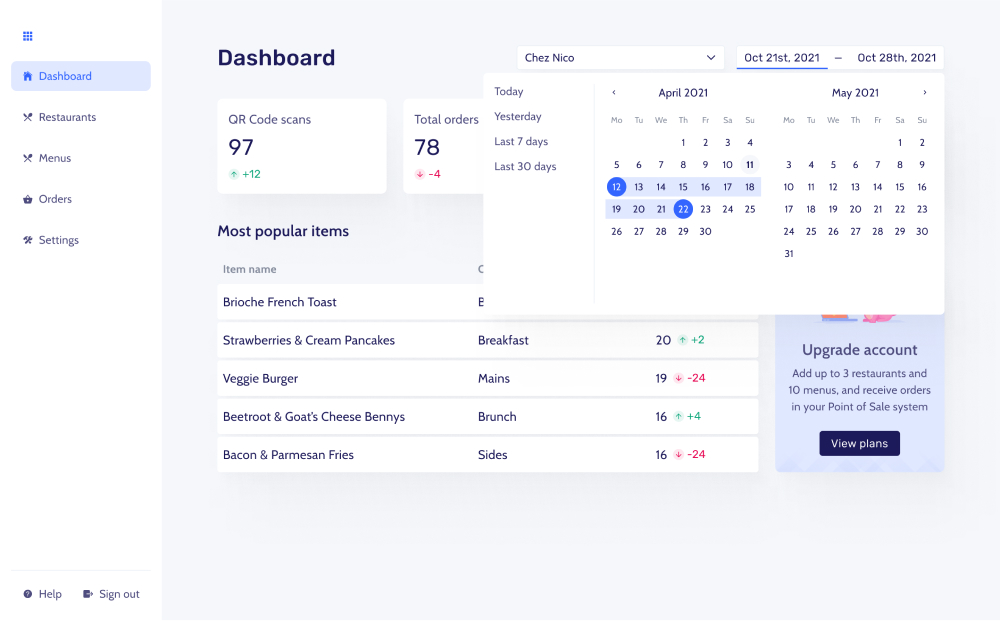 Dashboard
Restaurants
Menus
Orders
Settings
Help
Sign out
Dashboard
Chez Nico
Oct 21st, 2021 – Oct 28th, 2021
QR Code scans
97
+12
Total orders
78
-4
Today
Yesterday
Last 7 days
Last 30 days
‹ April 2021
Mo Tu We Th Fr Sa Su
1 2 3 4
5 6 7 8 9 10 11
12 13 14 15 16 17 18
19 20 21 22 23 24 25
26 27 28 29 30
May 2021 ›
Mo Tu We Th Fr Sa Su
1 2
3 4 5 6 7 8 9
10 11 12 13 14 15 16
17 18 19 20 21 22 23
24 25 26 27 28 29 30
31
Most popular items
Item name
Brioche French Toast B
Strawberries & Cream Pancakes Breakfast 20 +2
Veggie Burger Mains 19 -24
Beetroot & Goat's Cheese Bennys Brunch 16 +4
Bacon & Parmesan Fries Sides 16 -24
Upgrade account
Add up to 3 restaurants and
10 menus, and receive orders
in your Point of Sale system
View plans